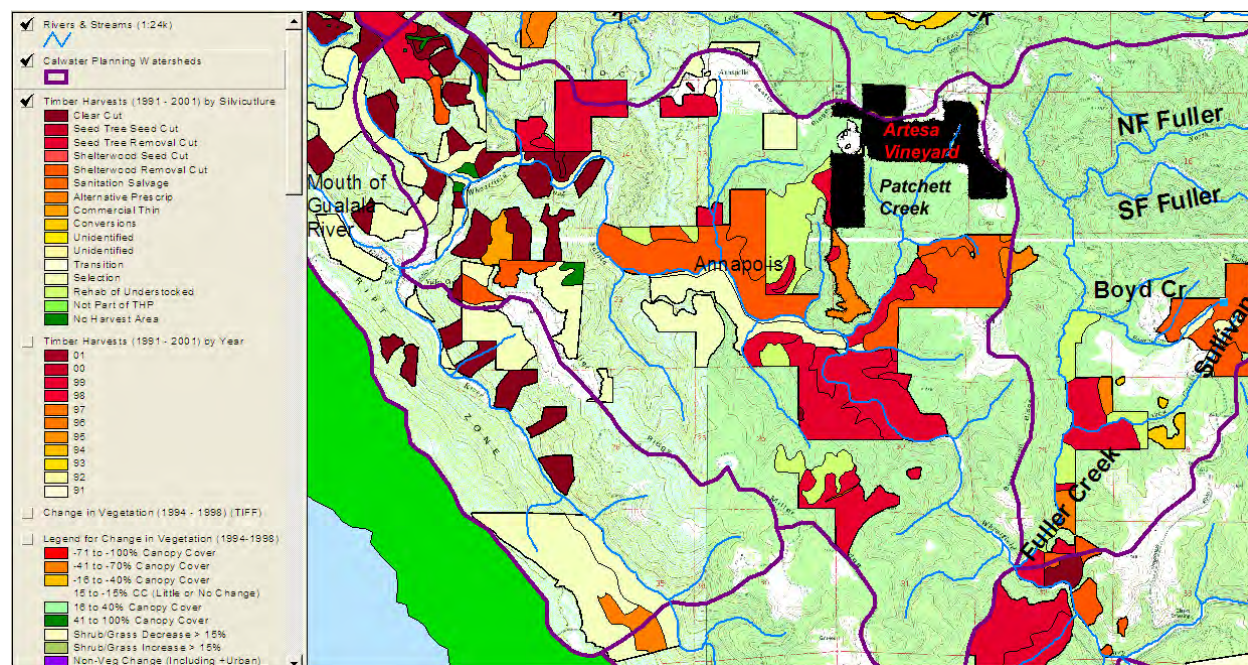 Rivers & Streams (1:24k)
Calwater Planning Watersheds
Timber Harvests (1991 - 2001) by Silvicutlure
Clear Cut
Seed Tree Seed Cut
Seed Tree Removal Cut
Shelterwood Seed Cut
Shelterwood Removal Cut
Sanitation Salvage
Alternative Prescrip
Commercial Thin
Conversions
Unidentified
Unidentified
Transition
Selection
Rehab of Understocked
Not Part of THP
No Harvest Area
Timber Harvests (1991 - 2001) by Year
01
00
99
98
97
96
95
94
93
92
91
Change in Vegetation (1994 - 1998) (TIFF)
Legend for Change in Vegetation (1994-1998)
-71 to -100% Canopy Cover
-41 to -70% Canopy Cover
-16 to -40% Canopy Cover
15 to -15% CC (Little or No Change)
16 to 40% Canopy Cover
41 to 100% Canopy Cover
Shrub/Grass Decrease > 15%
Shrub/Grass Increase > 15%
Non-Veg Change (Including +Urban)
Artesa
Vineyard
Patchett
Creek
NF Fuller
SF Fuller
Mouth of
Gualala
River
Annapolis
Boyd Cr
Sullivan
Fuller Creek
ZONE